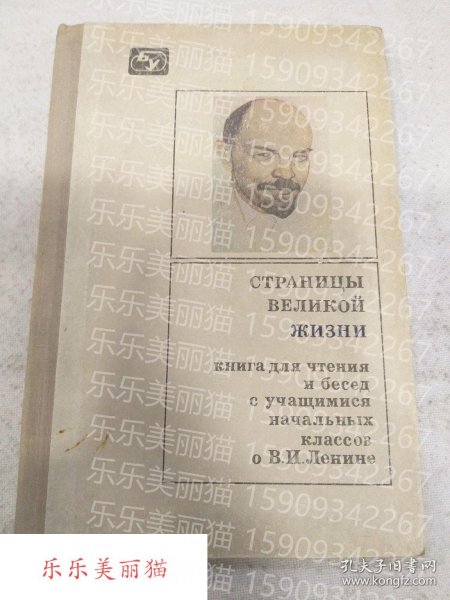 БУ
СТРАНИЦЫ
ВЕЛИКОЙ
ЖИЗНИ
книга для чтения
и бесед
с учащимися
начальных
классов
о В.И.Ленине
乐乐美丽猫 15909342267
乐乐美丽猫
孔夫子旧书网
www.kongfz.com